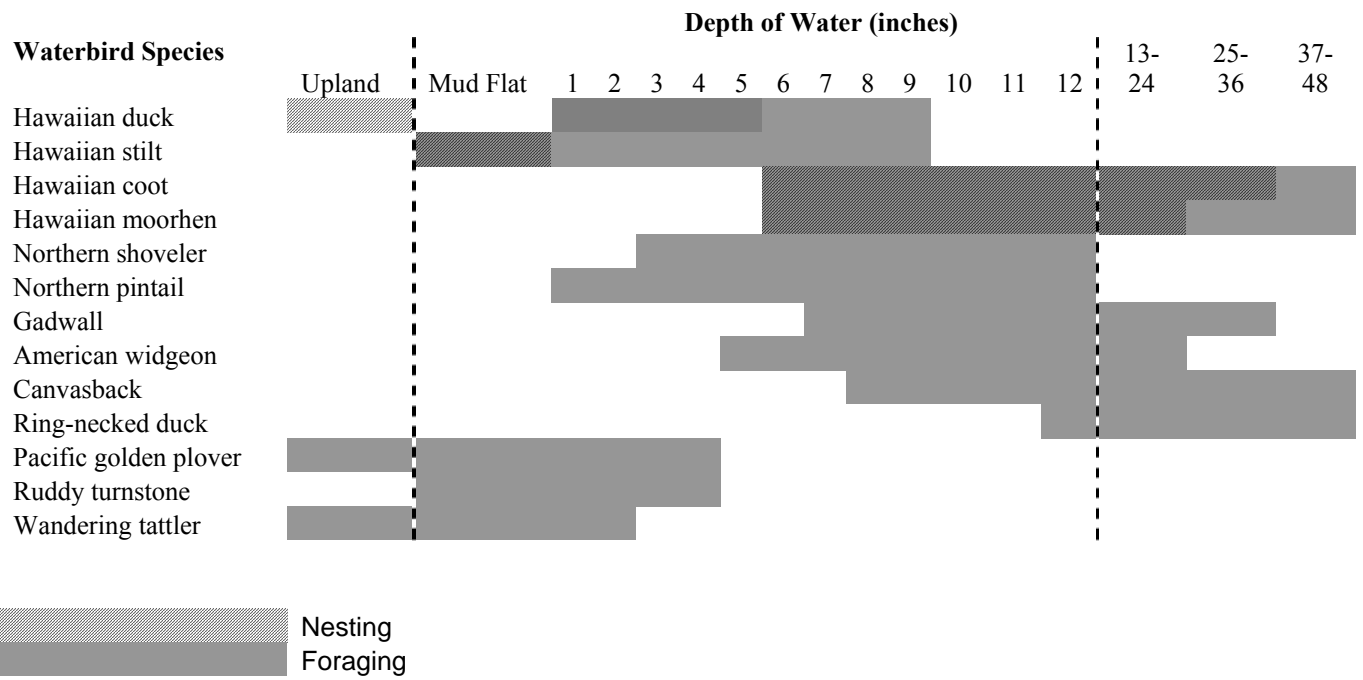 Depth of Water (inches)
Waterbird Species
13- 25- 37-
Upland Mud Flat 1 2 3 4 5 6 7 8 9 10 11 12 24 36 48
Hawaiian duck
Hawaiian stilt
Hawaiian coot
Hawaiian moorhen
Northern shoveler
Northern pintail
Gadwall
American widgeon
Canvasback
Ring-necked duck
Pacific golden plover
Ruddy turnstone
Wandering tattler
Nesting
Foraging